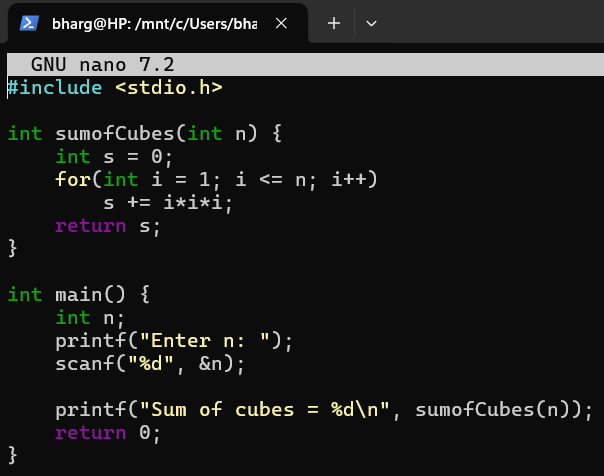 bharg@HP: /mnt/c/Users/bha
GNU nano 7.2
#include <stdio.h>

int sumofCubes(int n) {
    int s = 0;
    for(int i = 1; i <= n; i++)
        s += i*i*i;
    return s;
}

int main() {
    int n;
    printf("Enter n: ");
    scanf("%d", &n);

    printf("Sum of cubes = %d\n", sumofCubes(n));
    return 0;
}